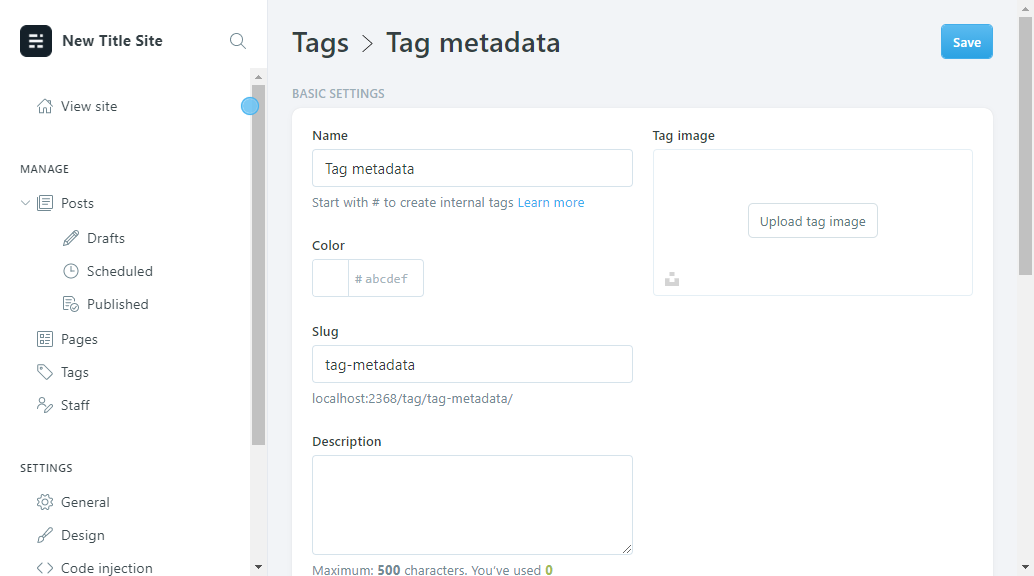 New Title Site
View site
MANAGE
Posts
Drafts
Scheduled
Published
Pages
Tags
Staff
SETTINGS
General
Design
Code injection
Tags > Tag metadata
Save
BASIC SETTINGS
Name
Tag metadata
Start with # to create internal tags Learn more
Color
# abcdef
Slug
tag-metadata
localhost:2368/tag/tag-metadata/
Description
Maximum: 500 characters. You've used 0
Tag image
Upload tag image